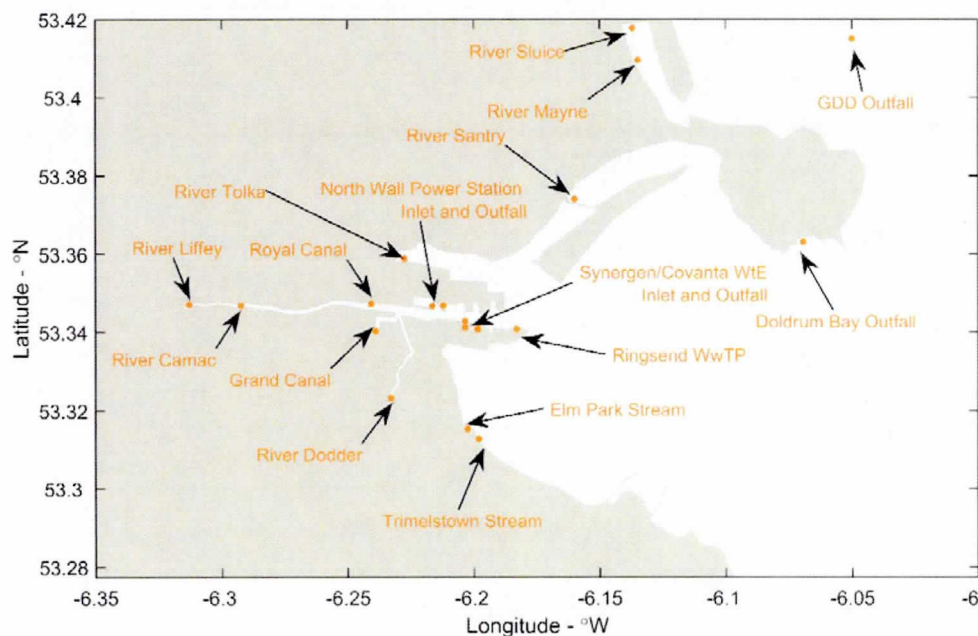 53.42
53.4
53.38
53.36
53.34
53.32
53.3
53.28
Latitude - °N
River Sluice
River Mayne
GDD Outfall
River Santry
River Tolka
North Wall Power Station
Inlet and Outfall
River Liffey
Royal Canal
Synergen/Covanta WtE
Inlet and Outfall
Doldrum Bay Outfall
River Camac
Grand Canal
Ringsend WwTP
Elm Park Stream
River Dodder
Trimelstown Stream
-6.35
-6.3
-6.25
-6.2
-6.15
-6.1
-6.05
-6
Longitude - °W